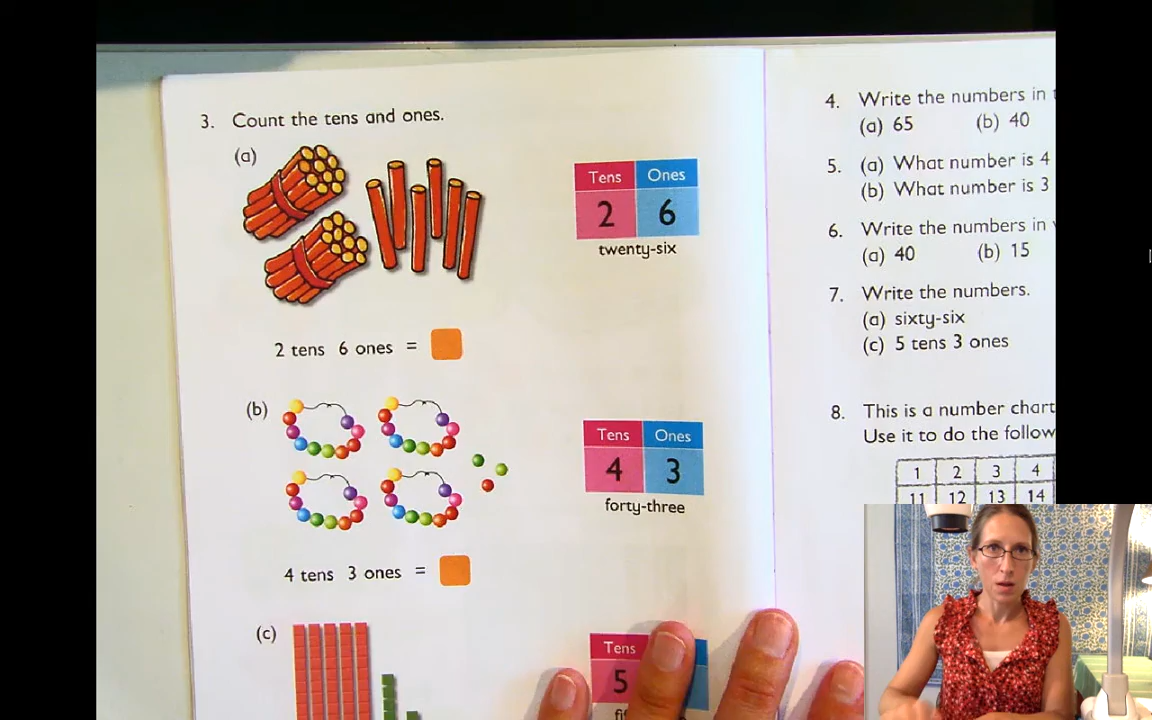 3. Count the tens and ones.
(a)
Tens Ones
2 6
twenty-six
2 tens 6 ones =
(b)
Tens Ones
4 3
forty-three
4 tens 3 ones =
(c)
Tens
5
4. Write the numbers in
(a) 65 (b) 40
5. (a) What number is 4
(b) What number is 3
6. Write the numbers in
(a) 40 (b) 15
7. Write the numbers.
(a) sixty-six
(c) 5 tens 3 ones
8. This is a number chart
Use it to do the follow
1 2 3 4
11 12 13 14